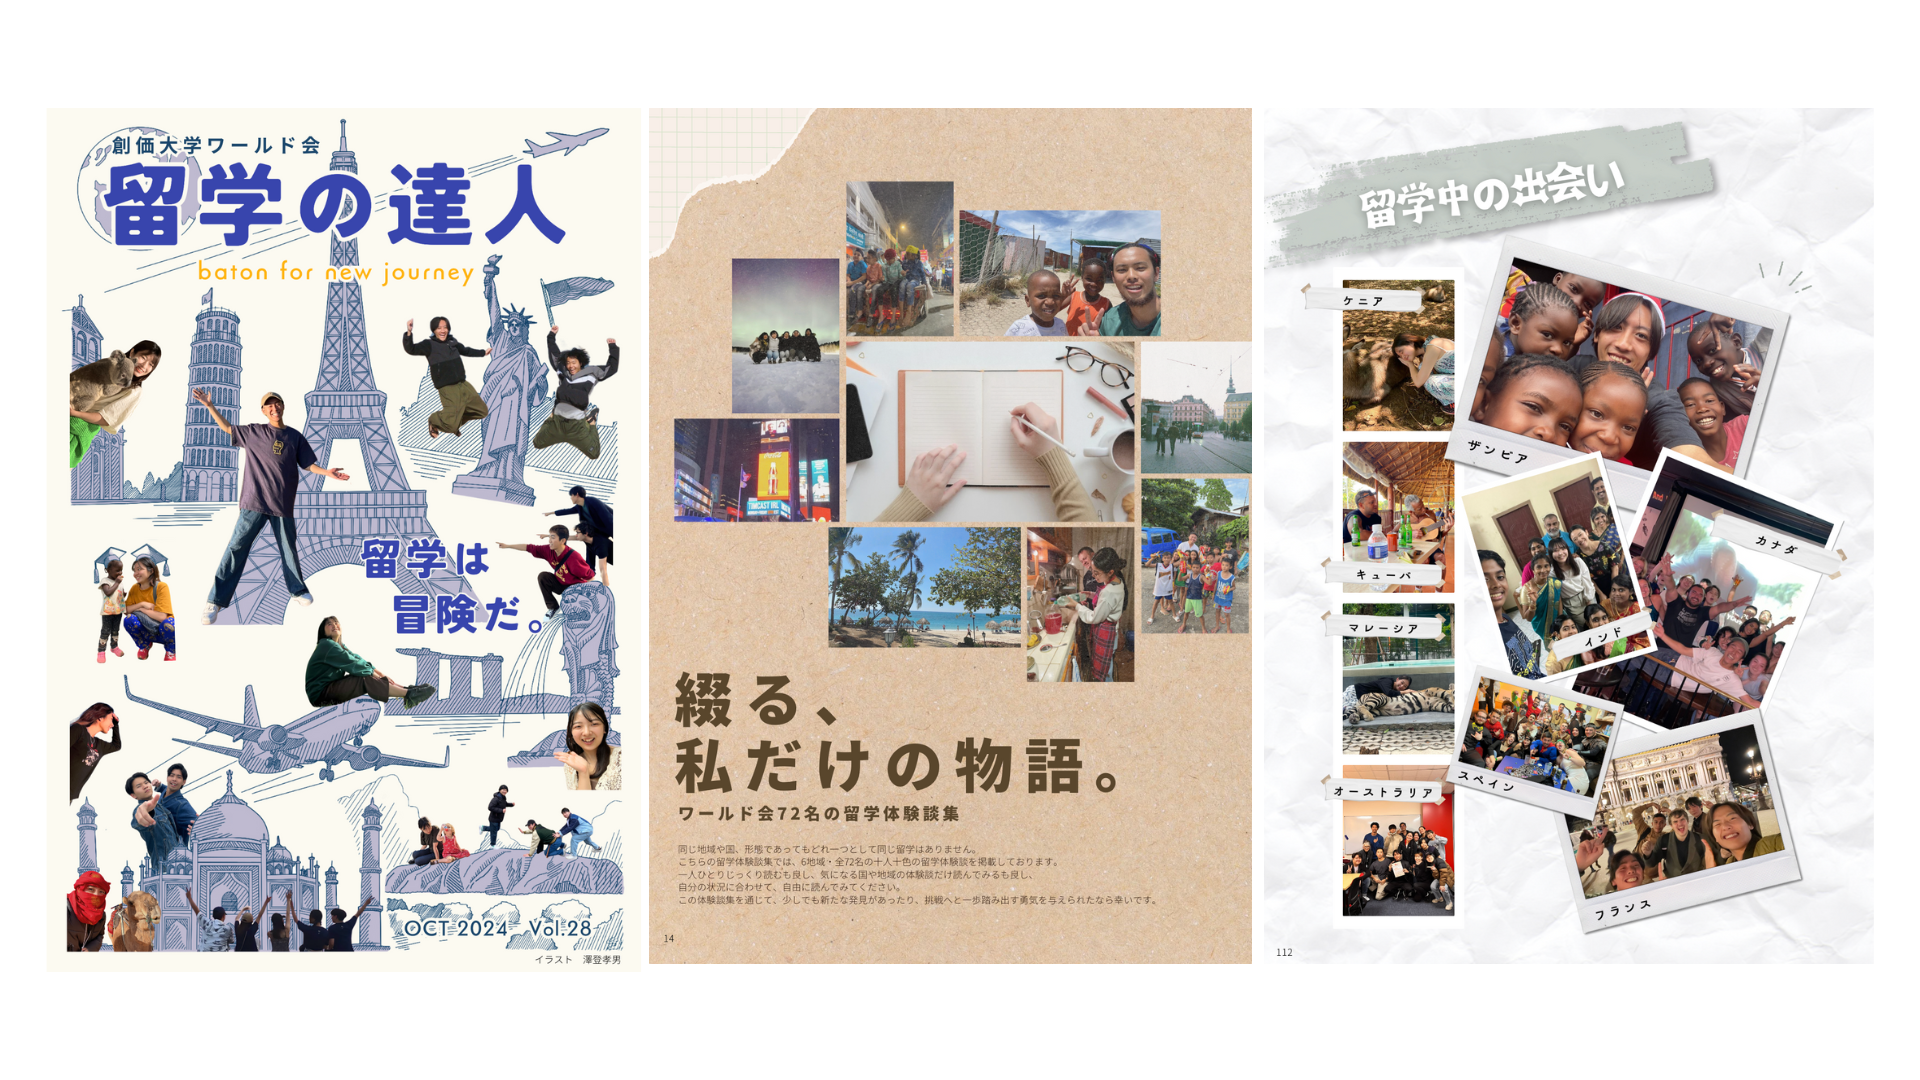 創価大学ワールド会
留学の達人
baton for new journey
留学は
冒険だ。
OCT 2024 Vol.28
イラスト 澤登孝男
綴る、
私だけの物語。
ワールド会72名の留学体験談集
同じ地域や国、形態であってもどれ一つとして同じ留学はありません。
こちらの留学体験談集では、6地域・全72名の十人十色の留学体験談を掲載しております。
一人ひとりじっくり読むも良し、気になる国や地域の体験談だけ読んでみるも良し、
自分の状況に合わせて、自由に読んでみてください。
この体験談集を通じて、少しでも新たな発見があったり、挑戦へと一歩踏み出す勇気を与えられたなら幸いです。
14
留学中の出会い
ケニア
ザンビア
キューバ
カナダ
インド
マレーシア
スペイン
オーストラリア
フランス
112